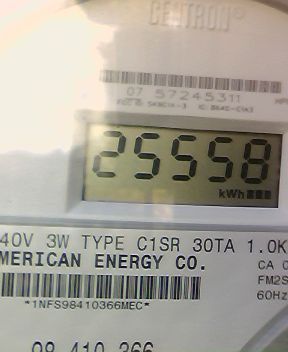 CENTRON®
07 57245311
25558
kWh
40V 3W TYPE C1SR 30TA 1.0K
MERICAN ENERGY CO.
CA 0
FM2S
60Hz
*1NFS98410366MEC*
98 410 366